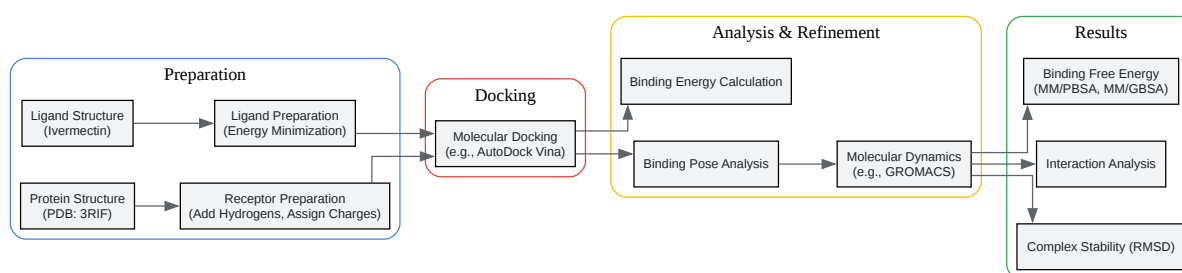 Preparation
Ligand Structure
(Ivermectin)
Ligand Preparation
(Energy Minimization)
Protein Structure
(PDB: 3RIF)
Receptor Preparation
(Add Hydrogens, Assign Charges)
Docking
Molecular Docking
(e.g., AutoDock Vina)
Analysis & Refinement
Binding Energy Calculation
Binding Pose Analysis
Molecular Dynamics
(e.g., GROMACS)
Results
Binding Free Energy
(MM/PBSA, MM/GBSA)
Interaction Analysis
Complex Stability (RMSD)